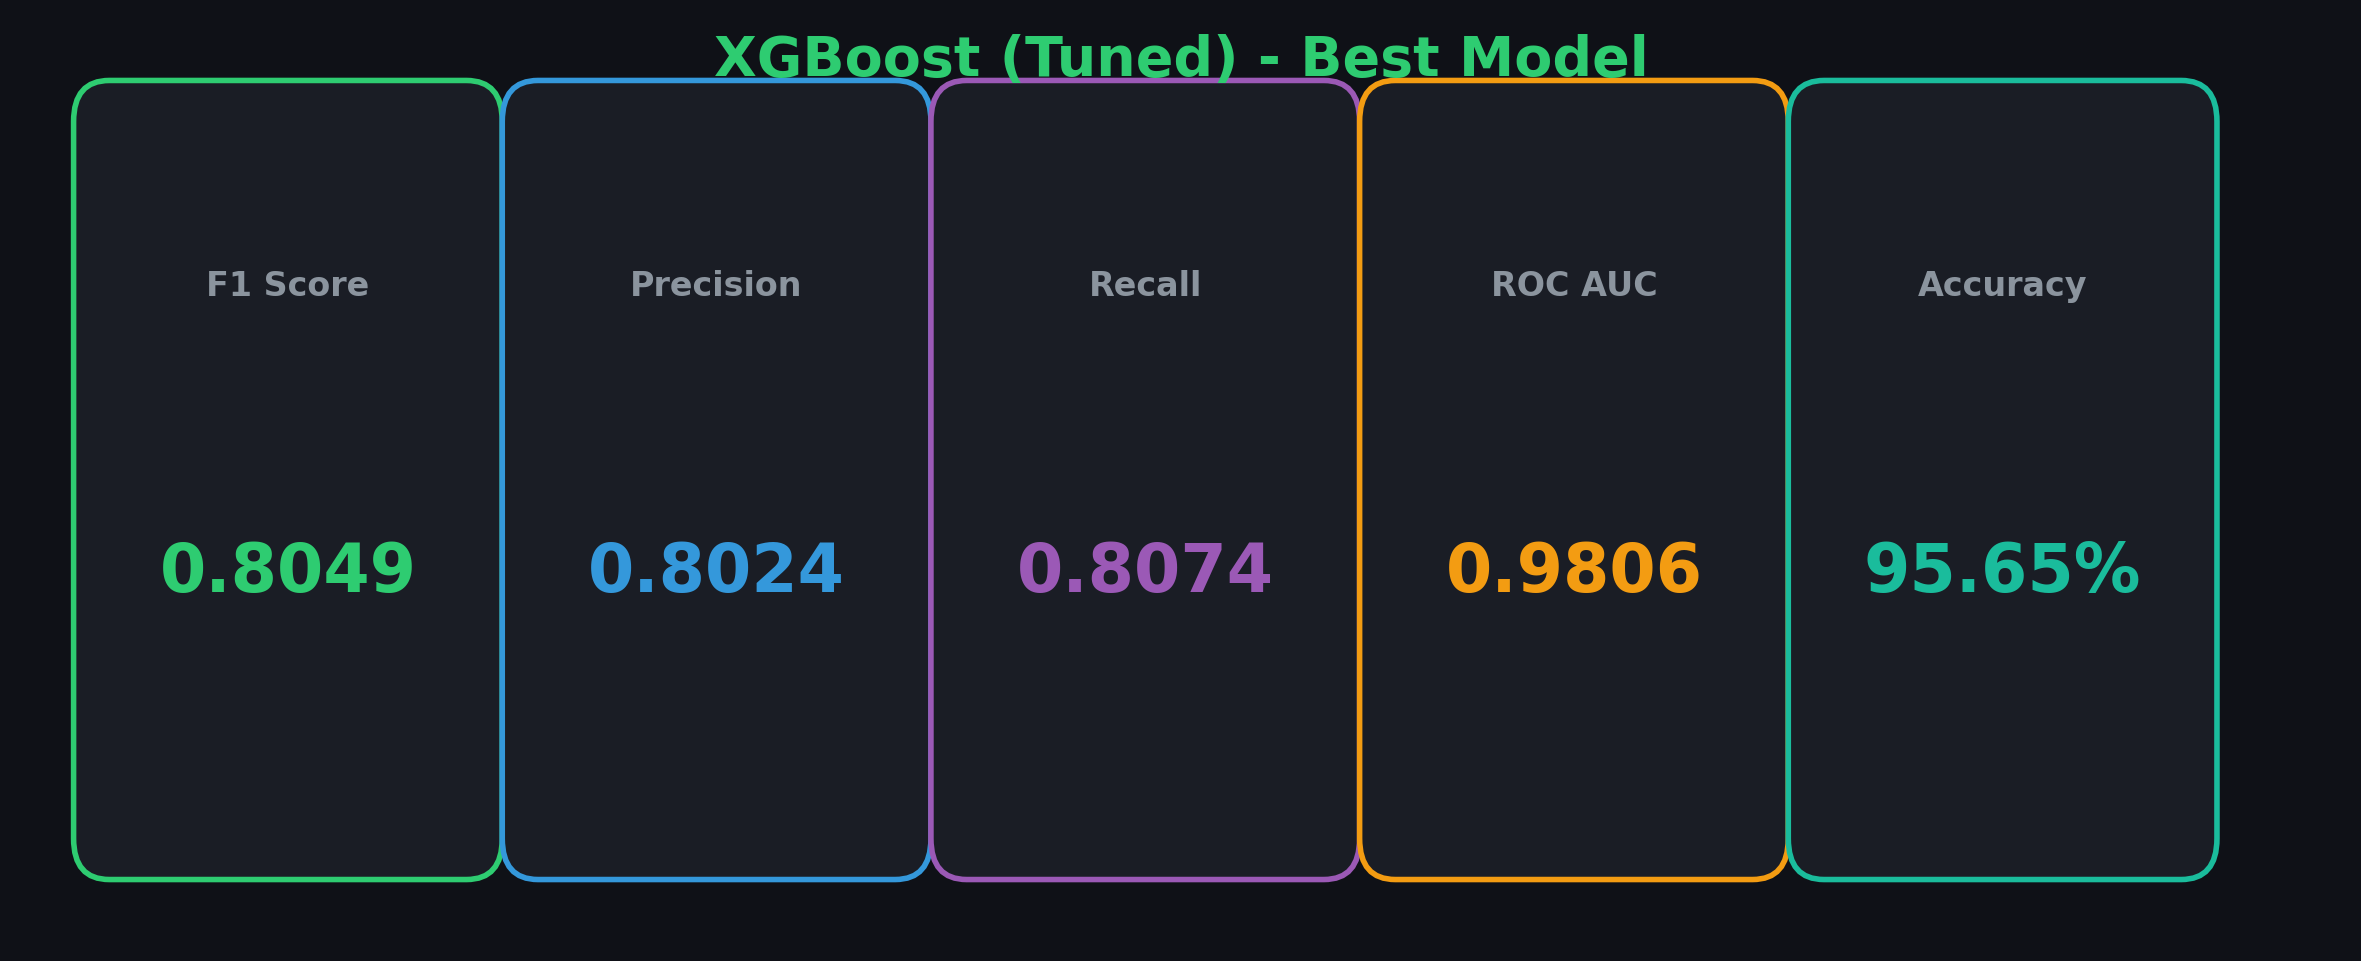 XGBoost (Tuned) - Best Model
F1 Score
Precision
Recall
ROC AUC
Accuracy
0.8049
0.8024
0.8074
0.9806
95.65%